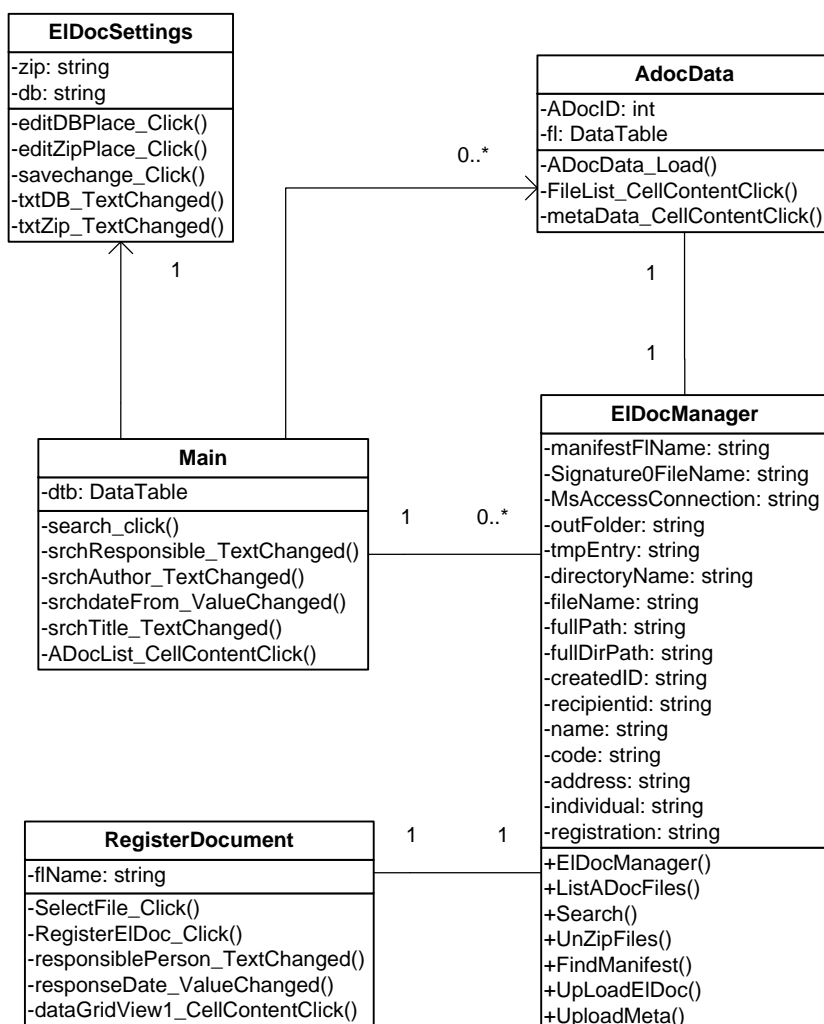 ElDocSettings
-zip: string
-db: string
-editDBPlace_Click()
-editZipPlace_Click()
-savechange_Click()
-txtDB_TextChanged()
-txtZip_TextChanged()
1
AdocData
-ADocID: int
-fl: DataTable
-ADocData_Load()
-FileList_CellContentClick()
-metaData_CellContentClick()
0..*
1
1
Main
-dtb: DataTable
-search_click()
-srchResponsible_TextChanged()
-srchAuthor_TextChanged()
-srchdateFrom_ValueChanged()
-srchTitle_TextChanged()
-ADocList_CellContentClick()
1 0..*
ElDocManager
-manifestFlName: string
-Signature0FileName: string
-MsAccessConnection: string
-outFolder: string
-tmpEntry: string
-directoryName: string
-fileName: string
-fullPath: string
-fullDirPath: string
-createdID: string
-recipientid: string
-name: string
-code: string
-address: string
-individual: string
-registration: string
+ElDocManager()
+ListADocFiles()
+Search()
+UnZipFiles()
+FindManifest()
+UpLoadElDoc()
+UploadMeta()
RegisterDocument
-flName: string
-SelectFile_Click()
-RegisterElDoc_Click()
-responsiblePerson_TextChanged()
-responseDate_ValueChanged()
-dataGridView1_CellContentClick()
1 1